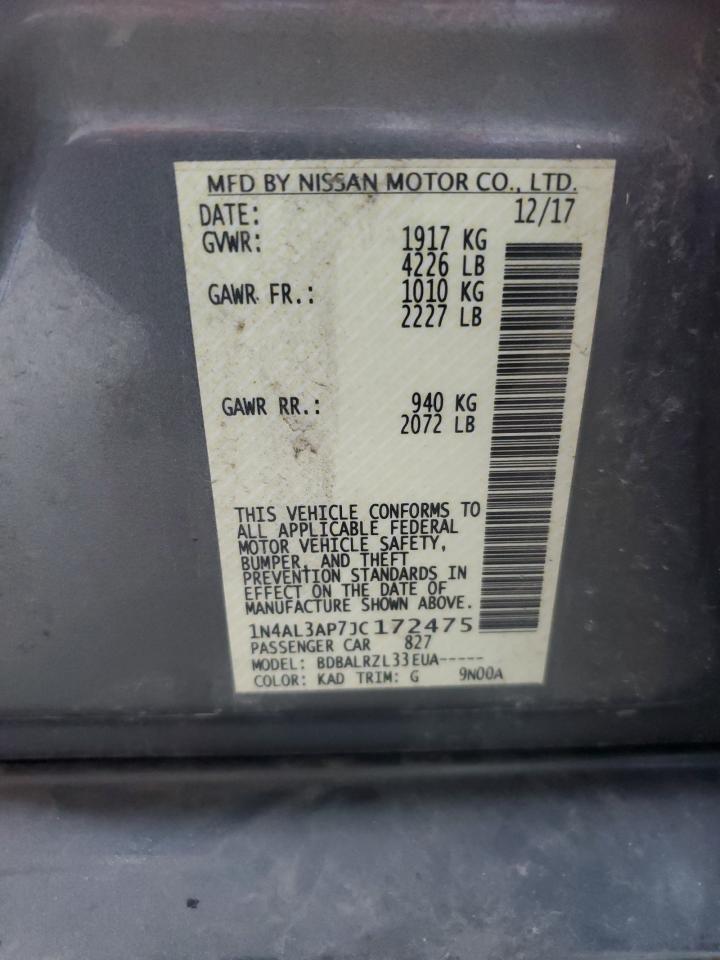 MFD BY NISSAN MOTOR CO., LTD.
DATE: 12/17
GVWR: 1917 KG
4226 LB
GAWR FR.: 1010 KG
2227 LB
GAWR RR.: 940 KG
2072 LB
THIS VEHICLE CONFORMS TO
ALL APPLICABLE FEDERAL
MOTOR VEHICLE SAFETY,
BUMPER, AND THEFT
PREVENTION STANDARDS IN
EFFECT ON THE DATE OF
MANUFACTURE SHOWN ABOVE.
1N4AL3AP7JC172475
PASSENGER CAR 827
MODEL: BDBALRZL33EUA-----
COLOR: KAD TRIM: G 9N00A